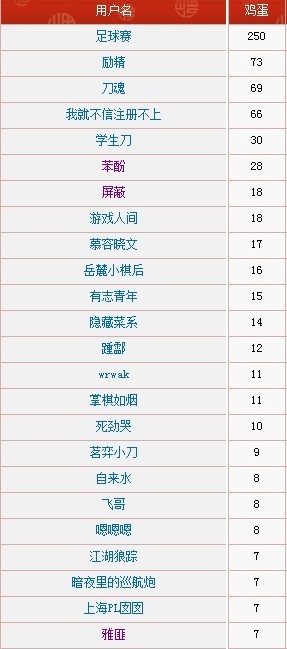 用户名 鸡蛋
足球赛 250
励精 73
刀魂 69
我就不信注册不上 66
学生刀 30
苯酚 28
屏蔽 18
游戏人间 18
慕容晓文 17
岳麓小棋后 16
有志青年 15
隐藏菜系 14
踵酃 12
wrwak 11
掌棋如烟 11
死劲哭 10
茗弈小刀 9
自来水 8
飞哥 8
嗯嗯嗯 8
江湖狼踪 7
暗夜里的巡航炮 7
上海PL囡囡 7
雅匪 7